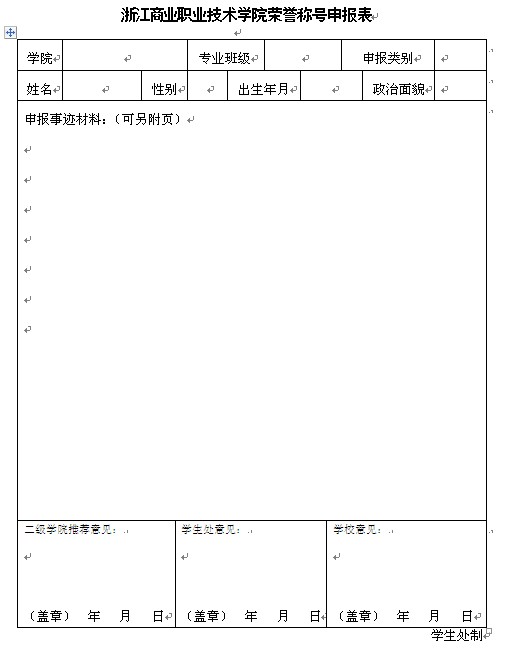 浙江商业职业技术学院荣誉称号申报表
学院 专业班级 申报类别
姓名 性别 出生年月 政治面貌
申报事迹材料：（可另附页）
二级学院推荐意见： 学生处意见： 学校意见：
（盖章） 年 月 日 （盖章） 年 月 日 （盖章） 年 月 日
学生处制